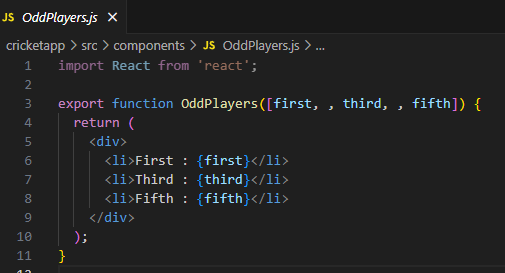 JS OddPlayers.js ×
cricketapp > src > components > JS OddPlayers.js > ...
1 import React from 'react';
2
3 export function OddPlayers([first, , third, , fifth]) {
4 return (
5 <div>
6 <li>First : {first}</li>
7 <li>Third : {third}</li>
8 <li>Fifth : {fifth}</li>
9 </div>
10 );
11 }
12